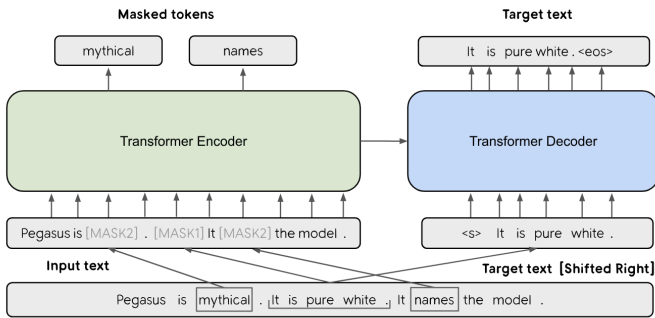 Masked tokens
Target text
mythical
names
It is pure white . <eos>
Transformer Encoder
Transformer Decoder
Pegasus is [MASK2] . [MASK1] It [MASK2] the model .
<s> It is pure white .
Input text
Target text [Shifted Right]
Pegasus is mythical . It is pure white . It names the model .